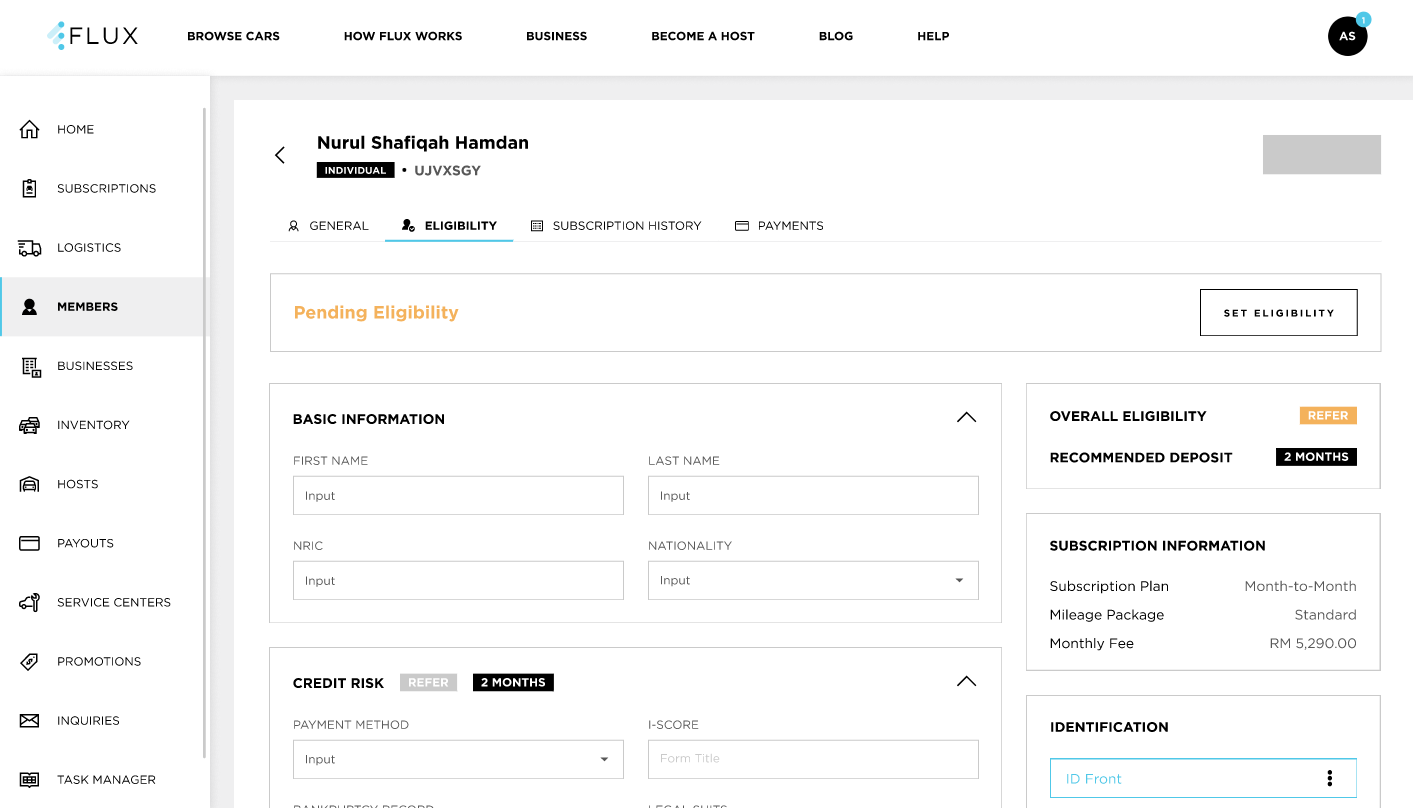 FLUX
BROWSE CARS
HOW FLUX WORKS
BUSINESS
BECOME A HOST
BLOG
HELP
AS
1
HOME
SUBSCRIPTIONS
LOGISTICS
MEMBERS
BUSINESSES
INVENTORY
HOSTS
PAYOUTS
SERVICE CENTERS
PROMOTIONS
INQUIRIES
TASK MANAGER
Nurul Shafiqah Hamdan
INDIVIDUAL • UJVXSGY
GENERAL
ELIGIBILITY
SUBSCRIPTION HISTORY
PAYMENTS
Pending Eligibility
SET ELIGIBILITY
BASIC INFORMATION
FIRST NAME
Input
LAST NAME
Input
NRIC
Input
NATIONALITY
Input
CREDIT RISK REFER 2 MONTHS
PAYMENT METHOD
Input
I-SCORE
Form Title
BANKRUPTCY RECORD
LEGAL SUITS
OVERALL ELIGIBILITY REFER
RECOMMENDED DEPOSIT 2 MONTHS
SUBSCRIPTION INFORMATION
Subscription Plan Month-to-Month
Mileage Package Standard
Monthly Fee RM 5,290.00
IDENTIFICATION
ID Front